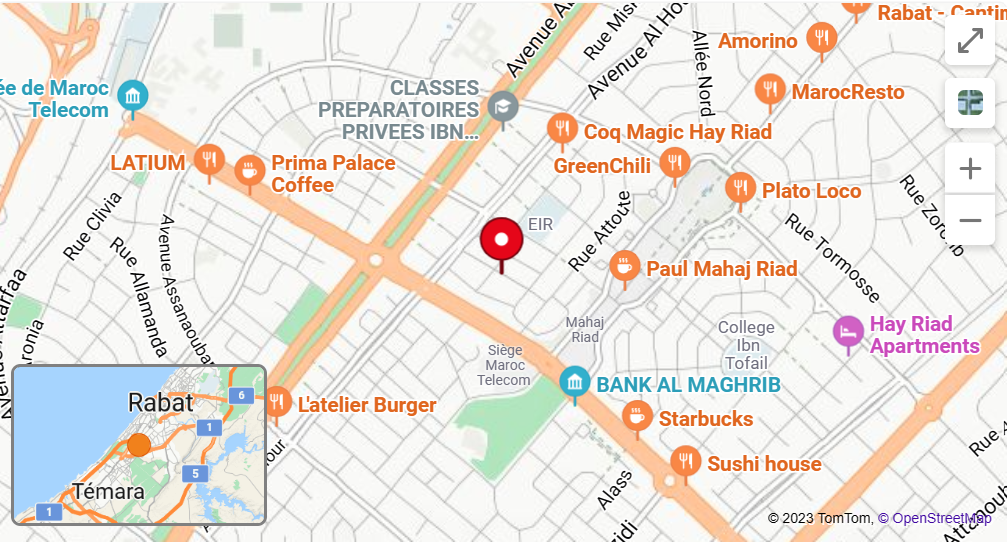 Rabat - Cantin
Avenue Al
Rue Mis
Avenue Al Ho
Allée Nord
Amorino
ée de Maroc
Telecom
CLASSES
PREPARATOIRES
PRIVEES IBN...
MarocResto
Coq Magic Hay Riad
GreenChili
LATIUM
Prima Palace
Coffee
Plato Loco
Rue Clivia
Avenue Assanaoubar
Rue Allamanda
EIR
Rue Attoute
Rue Tormosse
Paul Mahaj Riad
Mahaj
Riad
College
Ibn
Tofail
Hay Riad
Apartments
Siège
Maroc
Telecom
BANK AL MAGHRIB
L'atelier Burger
Starbucks
Sushi house
Alass
Rue A
Rabat
Témara
6
1
5
1
© 2023 TomTom, © OpenStreetMap